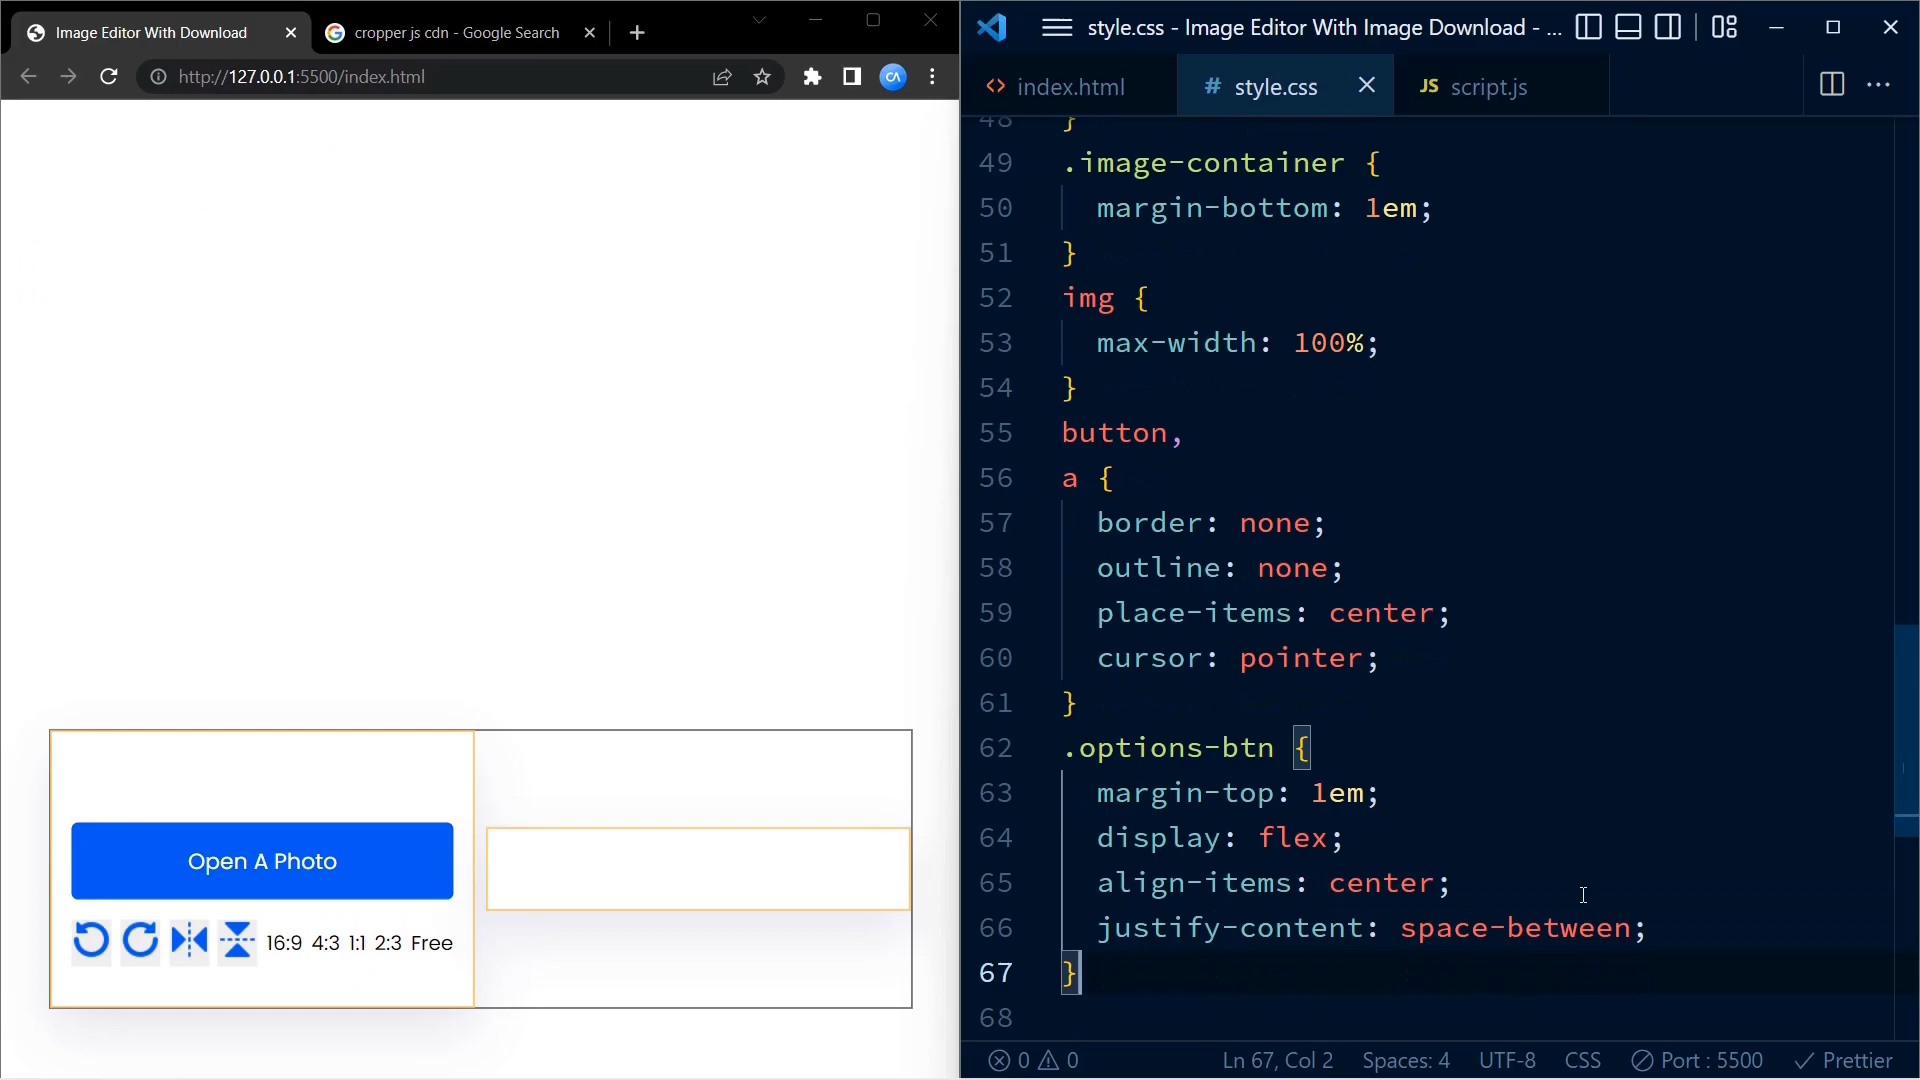 Image Editor With Download
cropper js cdn - Google Search
http://127.0.0.1:5500/index.html
CA
Open A Photo
16:9 4:3 1:1 2:3 Free
style.css - Image Editor With Image Download - ...
<> index.html
# style.css
JS script.js
48 }
49 .image-container {
50 margin-bottom: 1em;
51 }
52 img {
53 max-width: 100%;
54 }
55 button,
56 a {
57 border: none;
58 outline: none;
59 place-items: center;
60 cursor: pointer;
61 }
62 .options-btn {
63 margin-top: 1em;
64 display: flex;
65 align-items: center;
66 justify-content: space-between;
67 }
68
0 0 Ln 67, Col 2 Spaces: 4 UTF-8 CSS Port : 5500 Prettier